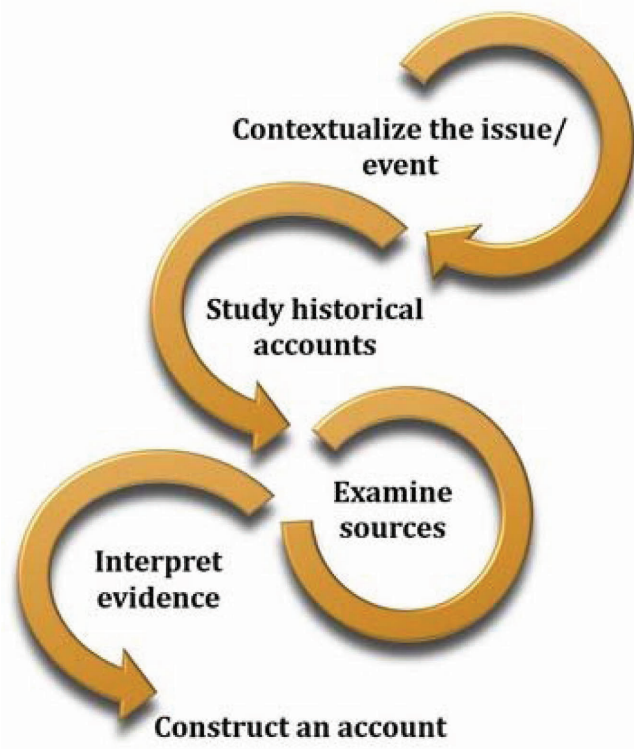 Contextualize the issue/
event
Study historical
accounts
Examine
sources
Interpret
evidence
Construct an account